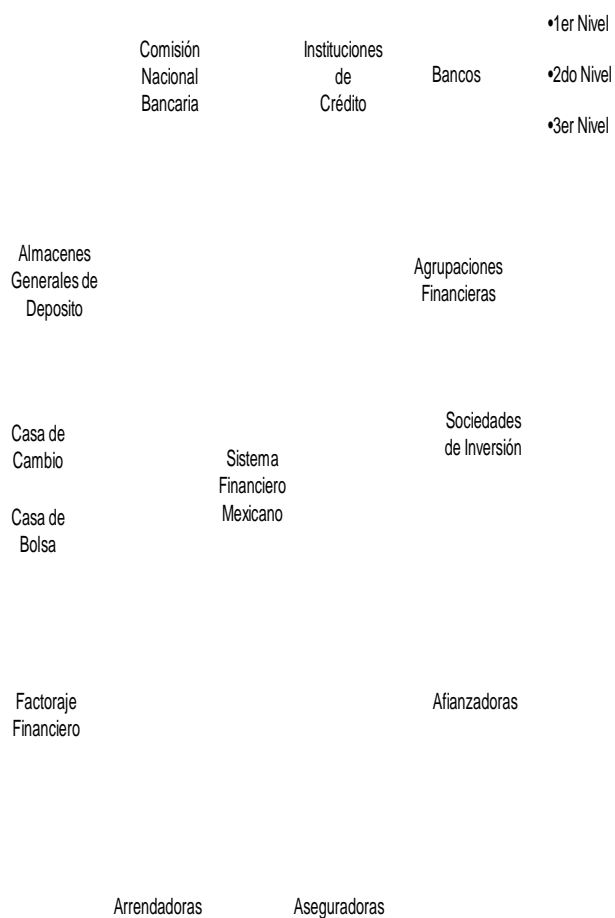 •1er Nivel
Comisión
Nacional
Bancaria
Instituciones
de
Crédito
Bancos
•2do Nivel
•3er Nivel
Almacenes
Generales de
Deposito
Agrupaciones
Financieras
Sociedades
de Inversión
Casa de
Cambio
Sistema
Financiero
Mexicano
Casa de
Bolsa
Factoraje
Financiero
Afianzadoras
Arrendadoras
Aseguradoras